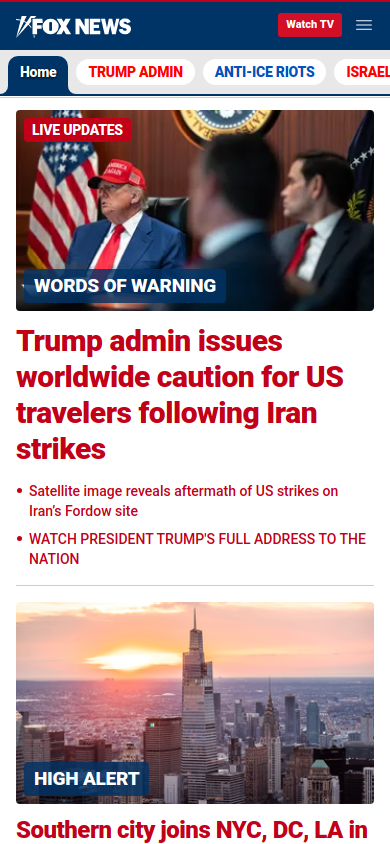 FOX NEWS
Watch TV
Home
TRUMP ADMIN
ANTI-ICE RIOTS
ISRAEL
LIVE UPDATES
WORDS OF WARNING
Trump admin issues
worldwide caution for US
travelers following Iran
strikes
• Satellite image reveals aftermath of US strikes on
Iran’s Fordow site
• WATCH PRESIDENT TRUMP'S FULL ADDRESS TO THE
NATION
HIGH ALERT
Southern city joins NYC, DC, LA in